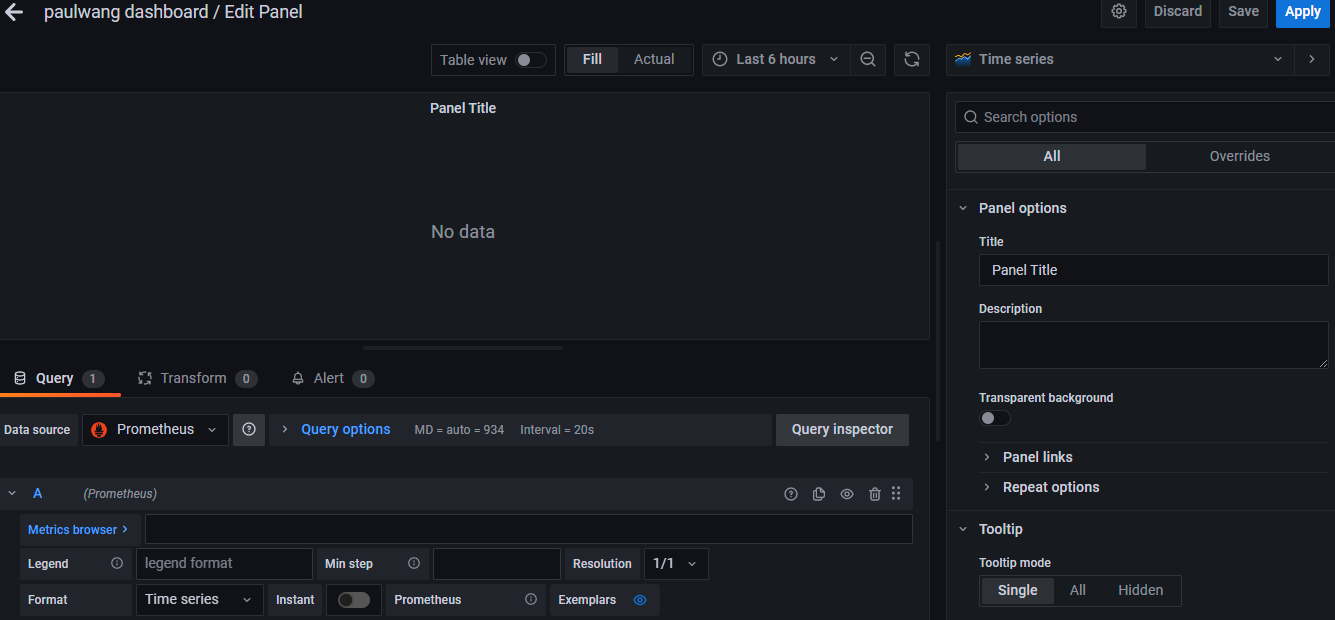 paulwang dashboard / Edit Panel
Discard
Save
Apply
Table view
Fill
Actual
Last 6 hours
Time series
Panel Title
No data
Search options
All
Overrides
Panel options
Title
Panel Title
Description
Transparent background
Panel links
Repeat options
Tooltip
Tooltip mode
Single
All
Hidden
Query 1
Transform 0
Alert 0
Data source
Prometheus
Query options
MD = auto = 934
Interval = 20s
Query inspector
A
(Prometheus)
Metrics browser
Legend
legend format
Min step
Resolution
1/1
Format
Time series
Instant
Prometheus
Exemplars